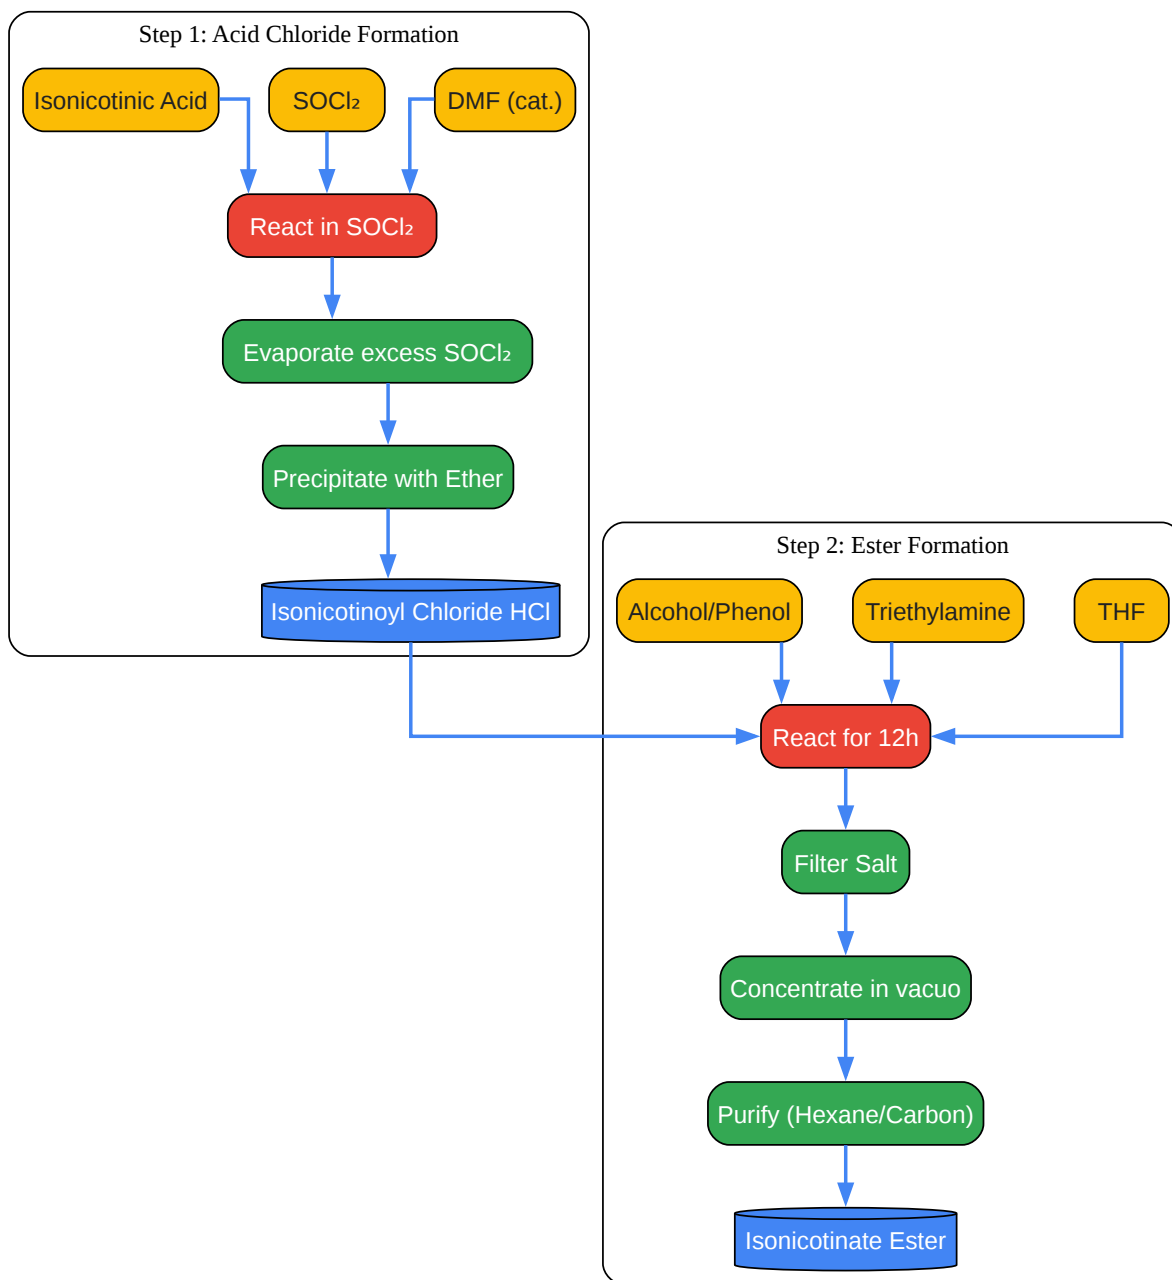 Step 1: Acid Chloride Formation
Isonicotinic Acid
SOCl₂
DMF (cat.)
React in SOCl₂
Evaporate excess SOCl₂
Precipitate with Ether
Isonicotinoyl Chloride HCl
Step 2: Ester Formation
Alcohol/Phenol
Triethylamine
THF
React for 12h
Filter Salt
Concentrate in vacuo
Purify (Hexane/Carbon)
Isonicotinate Ester